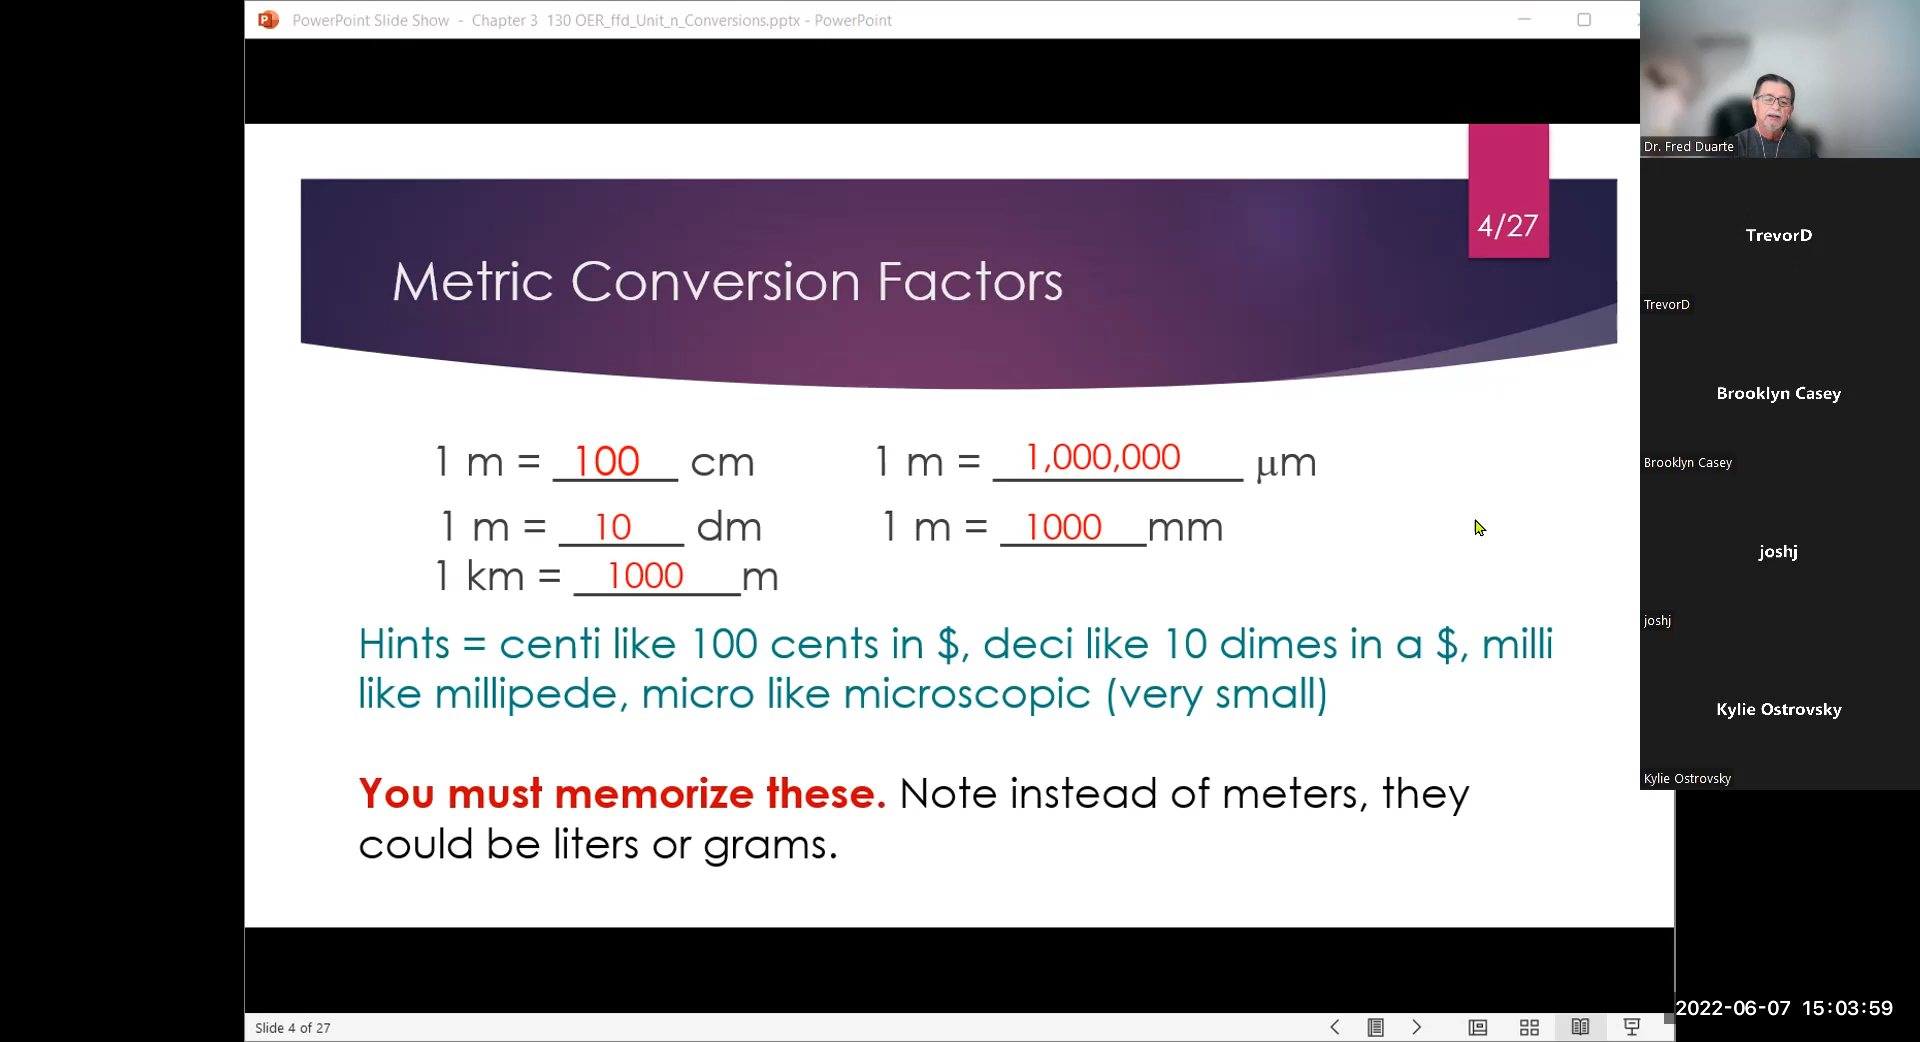 PowerPoint Slide Show - Chapter 3 130 OER_ffd_Unit_n_Conversions.pptx - PowerPoint
4/27
Metric Conversion Factors
1 m = 100 cm
1 m = 1,000,000 μm
1 m = 10 dm
1 m = 1000 mm
1 km = 1000 m
Hints = centi like 100 cents in $, deci like 10 dimes in a $, milli
like millipede, micro like microscopic (very small)
You must memorize these. Note instead of meters, they
could be liters or grams.
Slide 4 of 27
Dr. Fred Duarte
TrevorD
TrevorD
Brooklyn Casey
Brooklyn Casey
joshj
joshj
Kylie Ostrovsky
Kylie Ostrovsky
2022-06-07 15:03:59